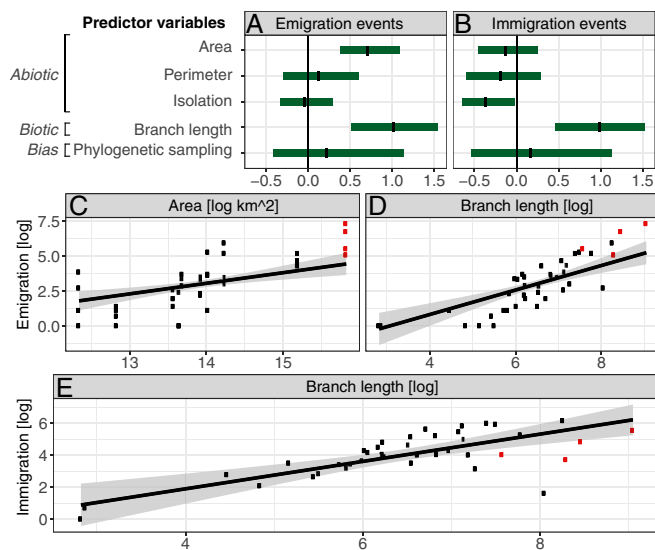 Predictor variables
A Emigration events
B Immigration events
Abiotic
Area
Perimeter
Isolation
Biotic
Branch length
Bias
Phylogenetic sampling
−0.5 0.0 0.5 1.0 1.5
−0.5 0.0 0.5 1.0 1.5
C Area [log km^2]
D Branch length [log]
Emigration [log]
7.5
5.0
2.5
0.0
13 14 15
4 6 8
E Branch length [log]
Immigration [log]
6
4
2
0
4 6 8